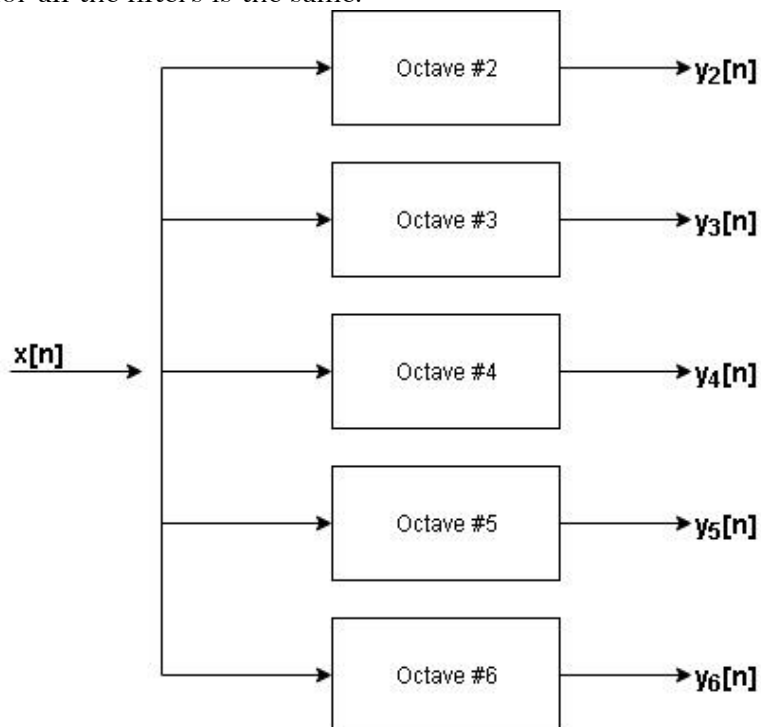 for all the filters is the same.
Octave #2
y2[n]
Octave #3
y3[n]
x[n]
Octave #4
y4[n]
Octave #5
y5[n]
Octave #6
y6[n]